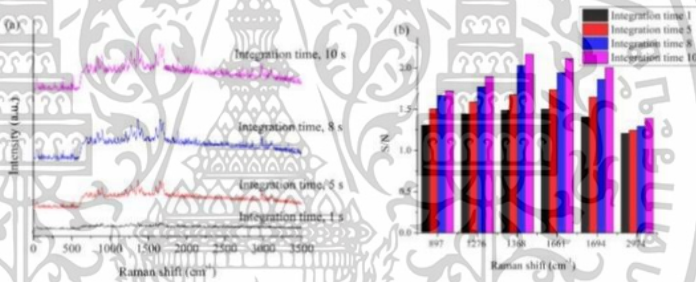 (a)
Integration time, 10 s
Integration time, 8 s
Integration time, 5 s
Integration time, 1 s
Intensity (a.u.)
0 500 1000 1500 2000 2500 3000 3500
Raman shift (cm⁻¹)
(b)
Integration time 1
Integration time 5
Integration time 8
Integration time 10
S/N
2.0
1.5
1.0
0.5
0.0
897 1276 1368 1661 1694 2974
Raman shift (cm⁻¹)